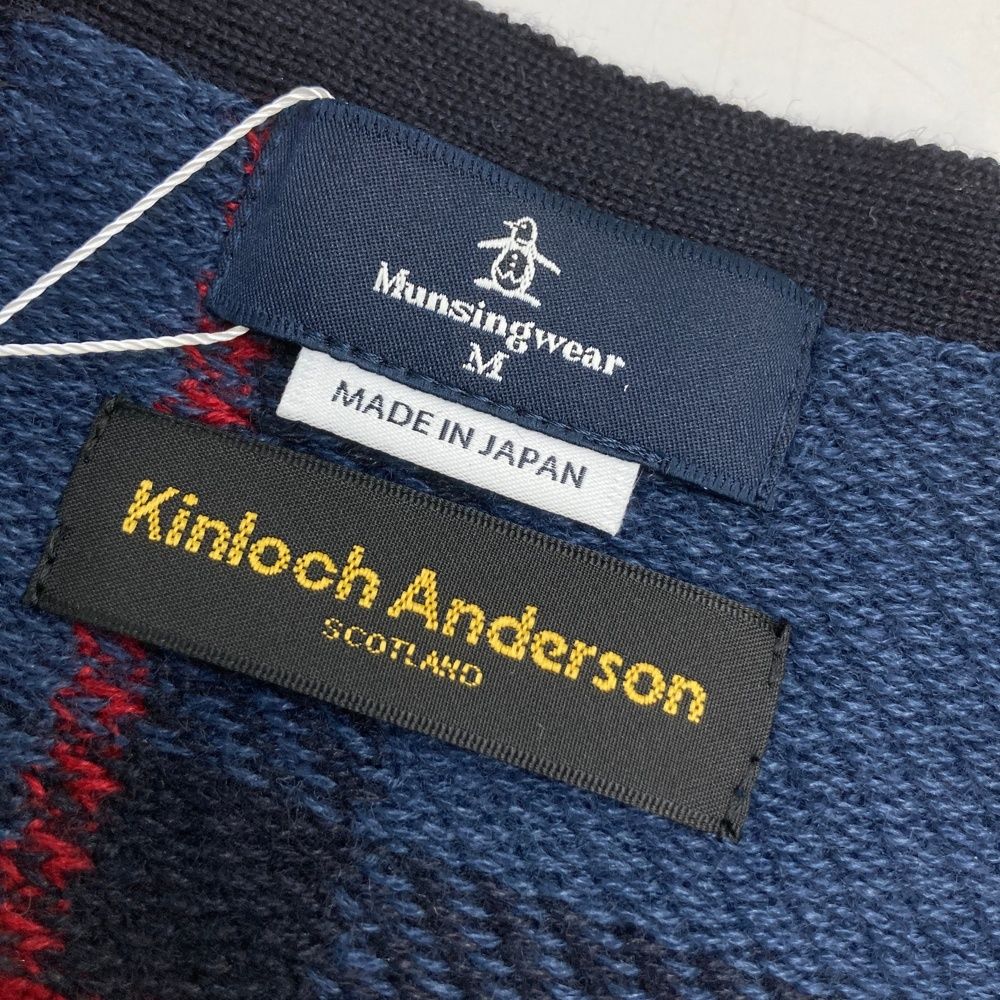 Munsingwear
M
MADE IN JAPAN
Kinloch Anderson
SCOTLAND